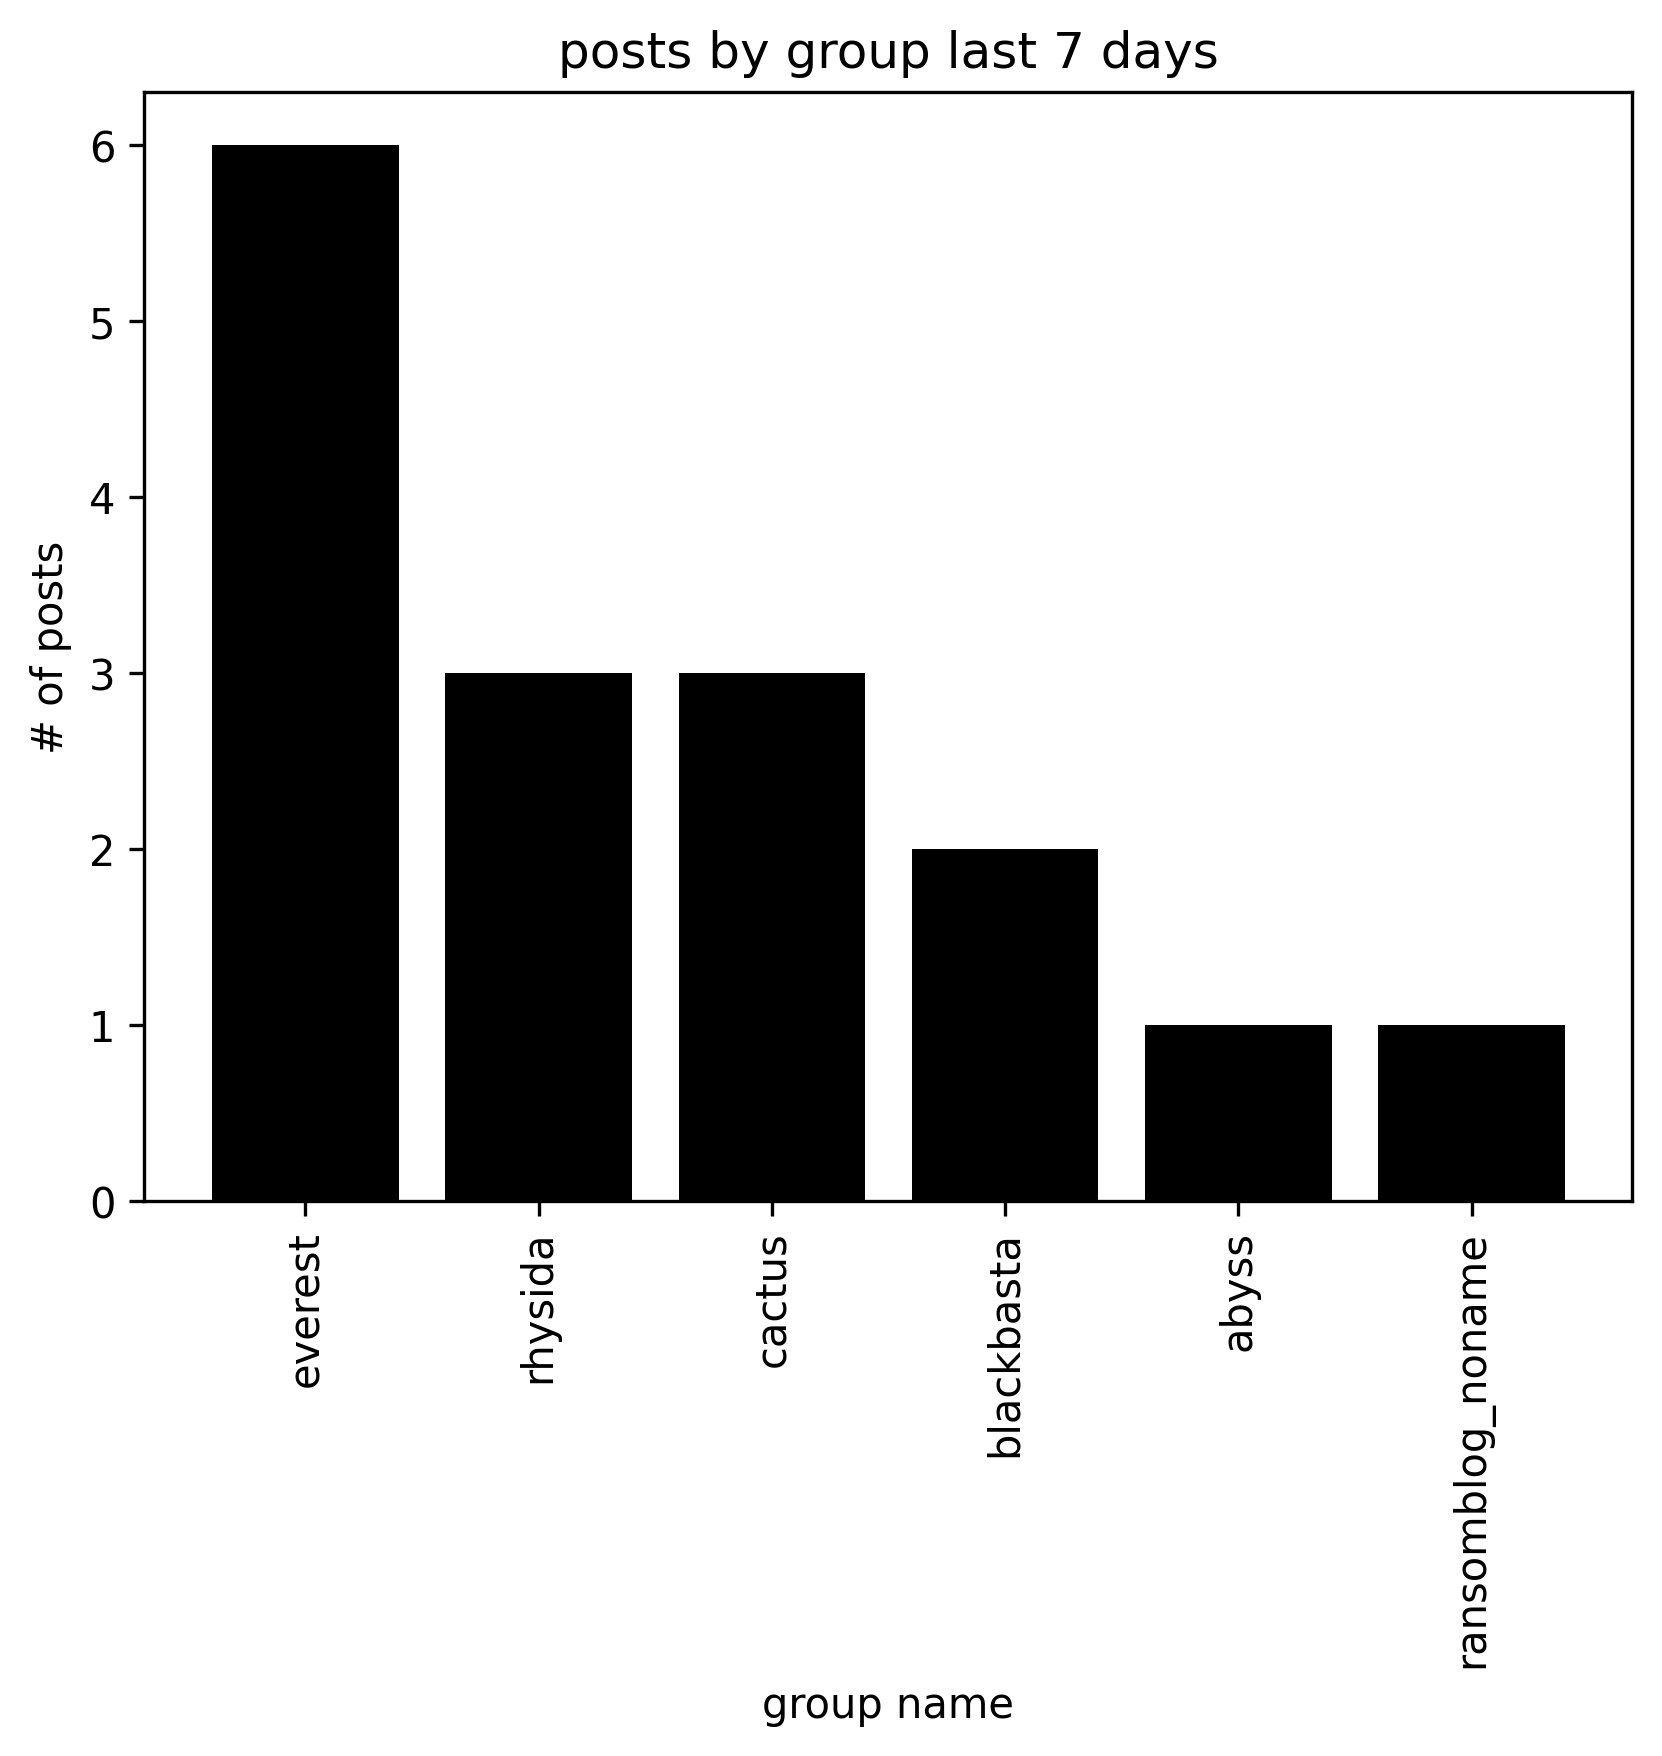 posts by group last 7 days
# of posts
6
5
4
3
2
1
0
everest
rhysida
cactus
blackbasta
abyss
ransomblog_noname
group name